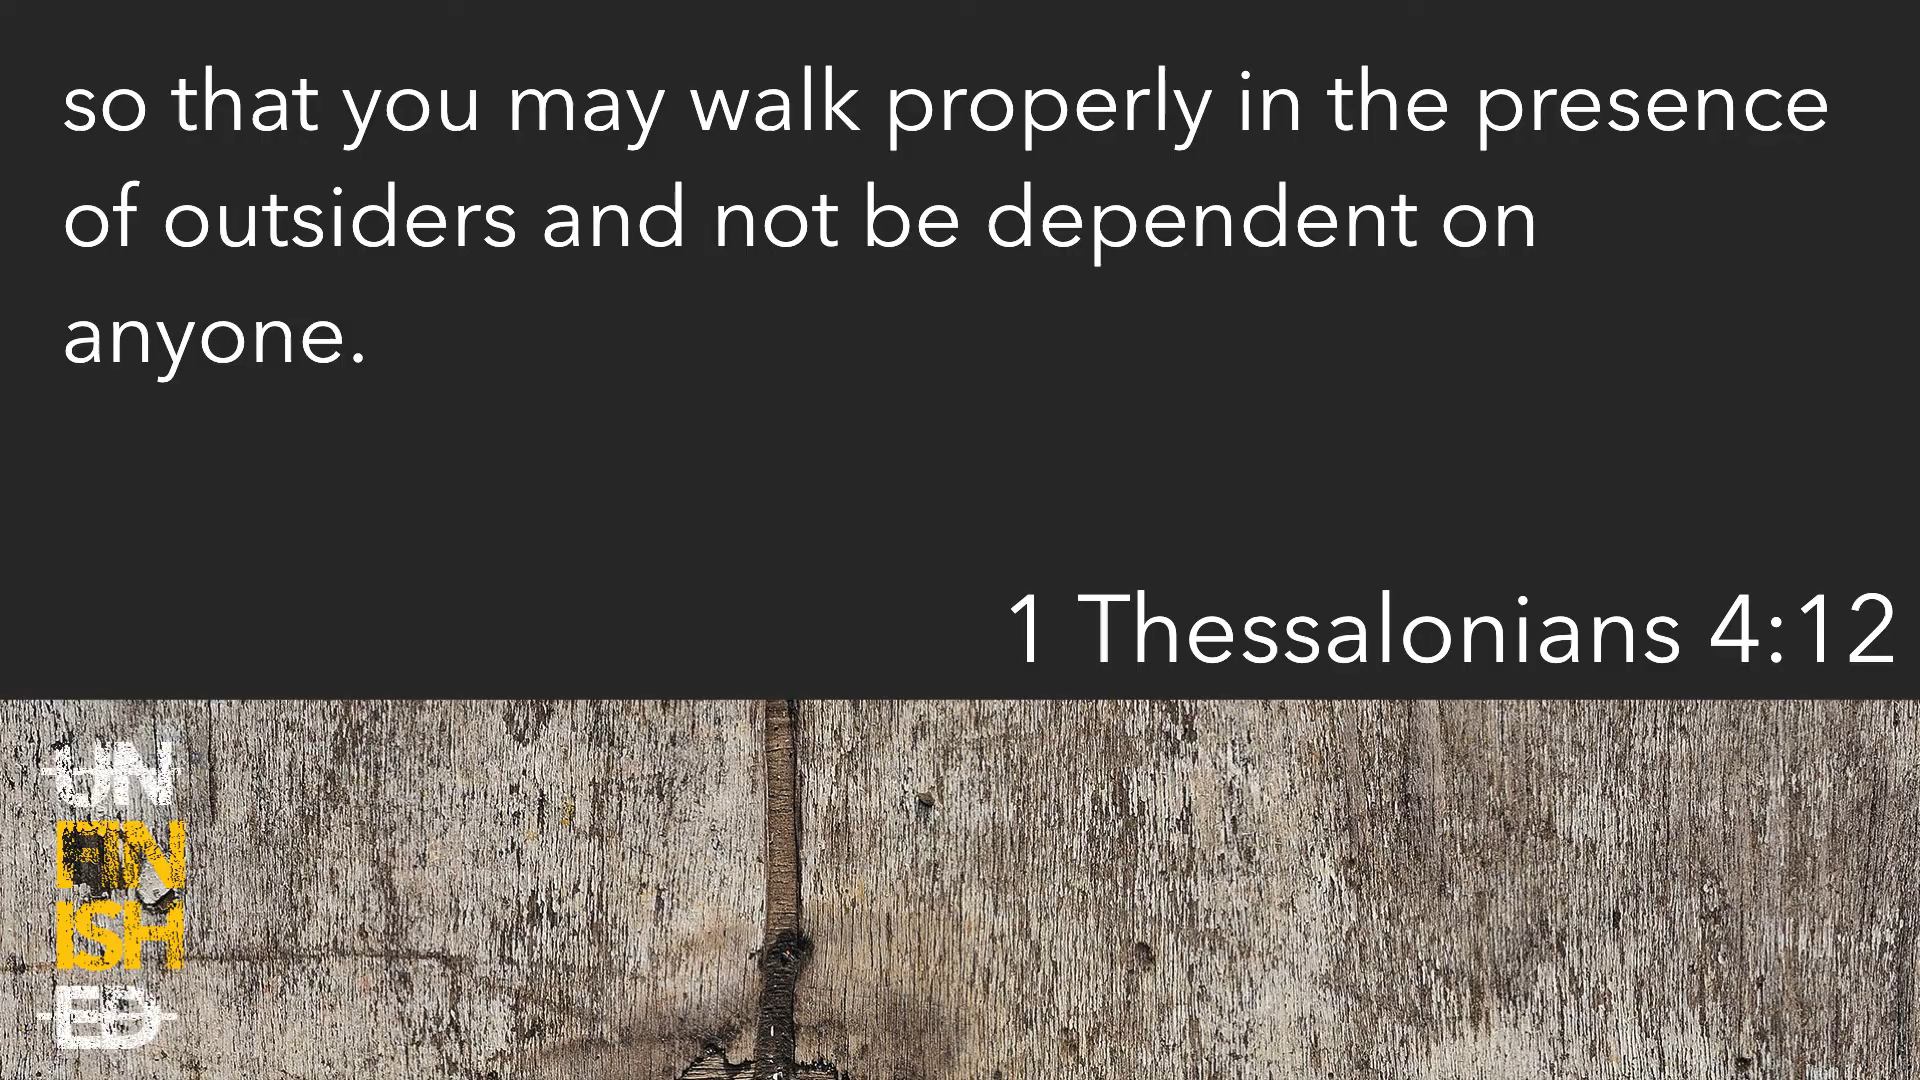 so that you may walk properly in the presence
of outsiders and not be dependent on
anyone.
1 Thessalonians 4:12
UN
FIN
ISH
ED